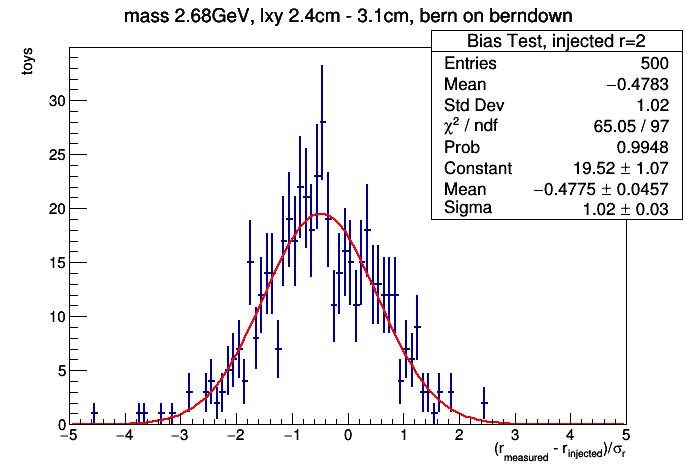 mass 2.68GeV, lxy 2.4cm - 3.1cm, bern on berndown
Bias Test, injected r=2
Entries 500
Mean −0.4783
Std Dev 1.02
χ² / ndf 65.05 / 97
Prob 0.9948
Constant 19.52 ± 1.07
Mean −0.4775 ± 0.0457
Sigma 1.02 ± 0.03
toys
30
25
20
15
10
5
0
−5 −4 −3 −2 −1 0 1 2 3 4 5
(r_measured - r_injected)/σ_r